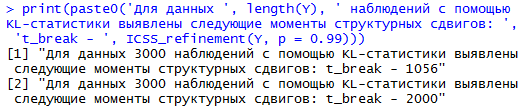 > print(paste0('Для данных ', length(Y), ' наблюдений с помощью
KL-статистики выявлены следующие моменты структурных сдвигов: ',
't_break - ', ICSS_refinement(Y, p = 0.99)))
[1] "Для данных 3000 наблюдений с помощью KL-статистики выявлены
следующие моменты структурных сдвигов: t_break - 1056"
[2] "Для данных 3000 наблюдений с помощью KL-статистики выявлены
следующие моменты структурных сдвигов: t_break - 2000"